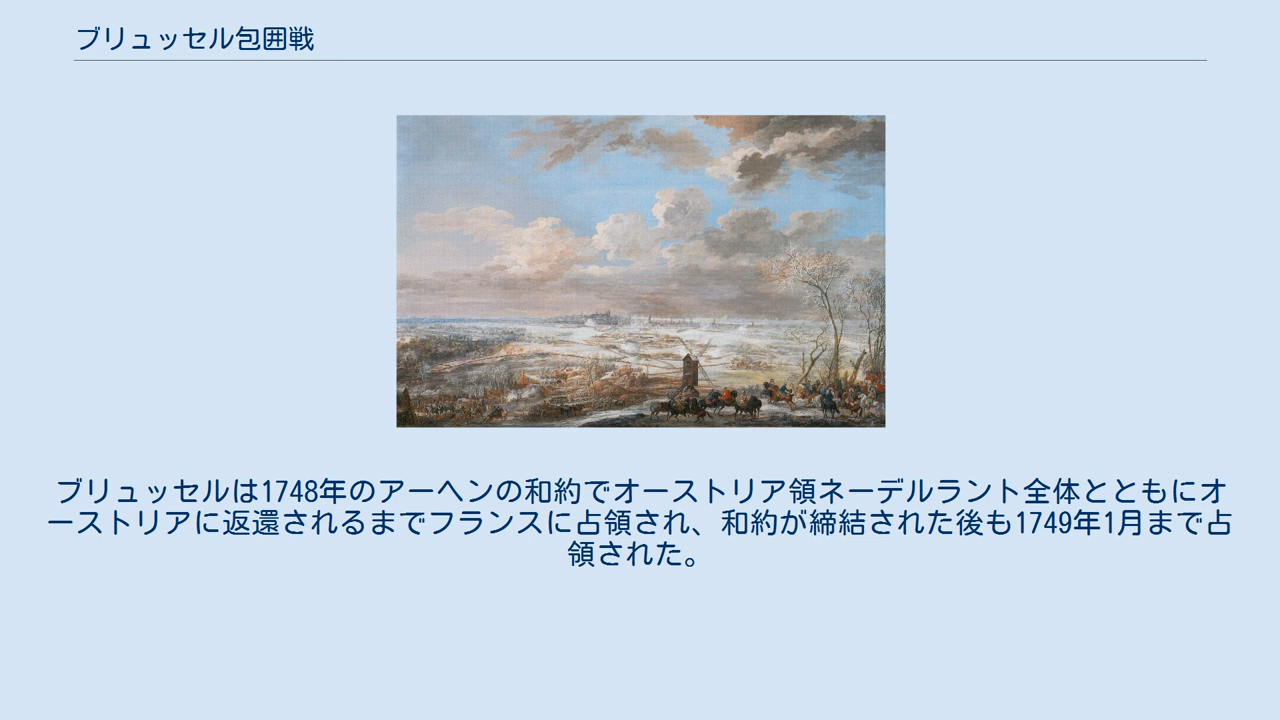 ブリュッセル包囲戦
ブリュッセルは1748年のアーヘンの和約でオーストリア領ネーデルラント全体とともにオ
ーストリアに返還されるまでフランスに占領され、和約が締結された後も1749年1月まで占
領された。